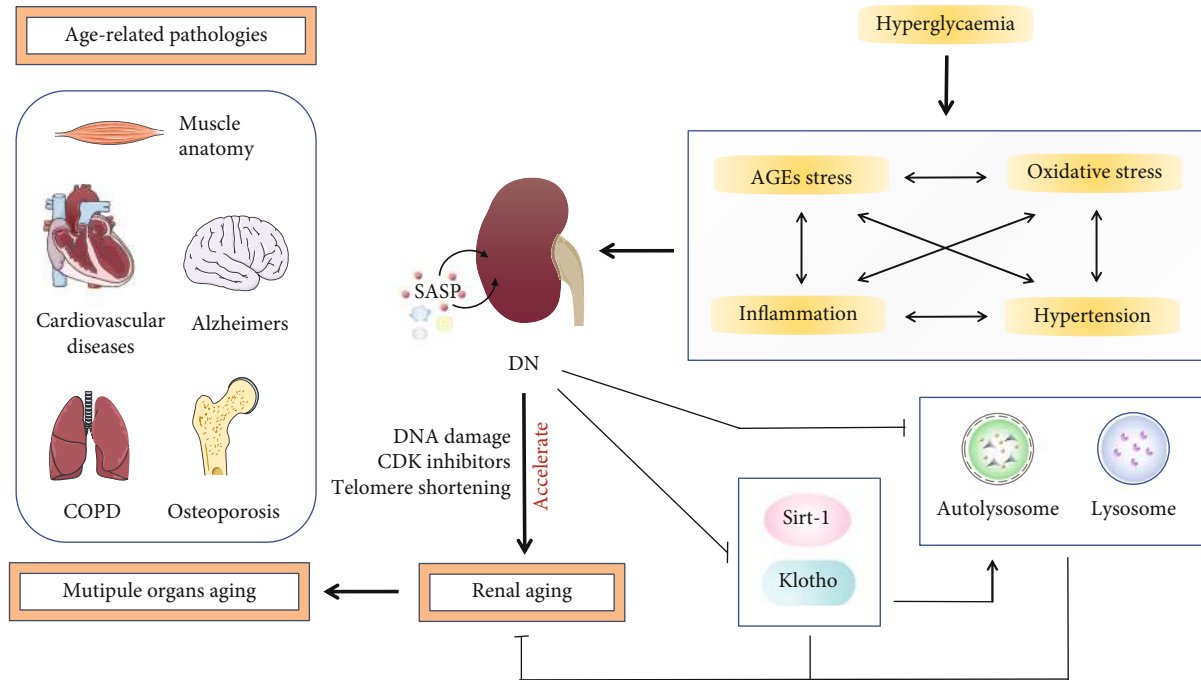 Age-related pathologies
Hyperglycaemia
Muscle
anatomy
AGEs stress
Oxidative stress
SASP
Cardiovascular
diseases
Alzheimers
Inflammation
Hypertension
DN
DNA damage
CDK inhibitors
Telomere shortening
Accelerate
COPD
Osteoporosis
Sirt-1
Klotho
Autolysosome
Lysosome
Mutipule organs aging
Renal aging